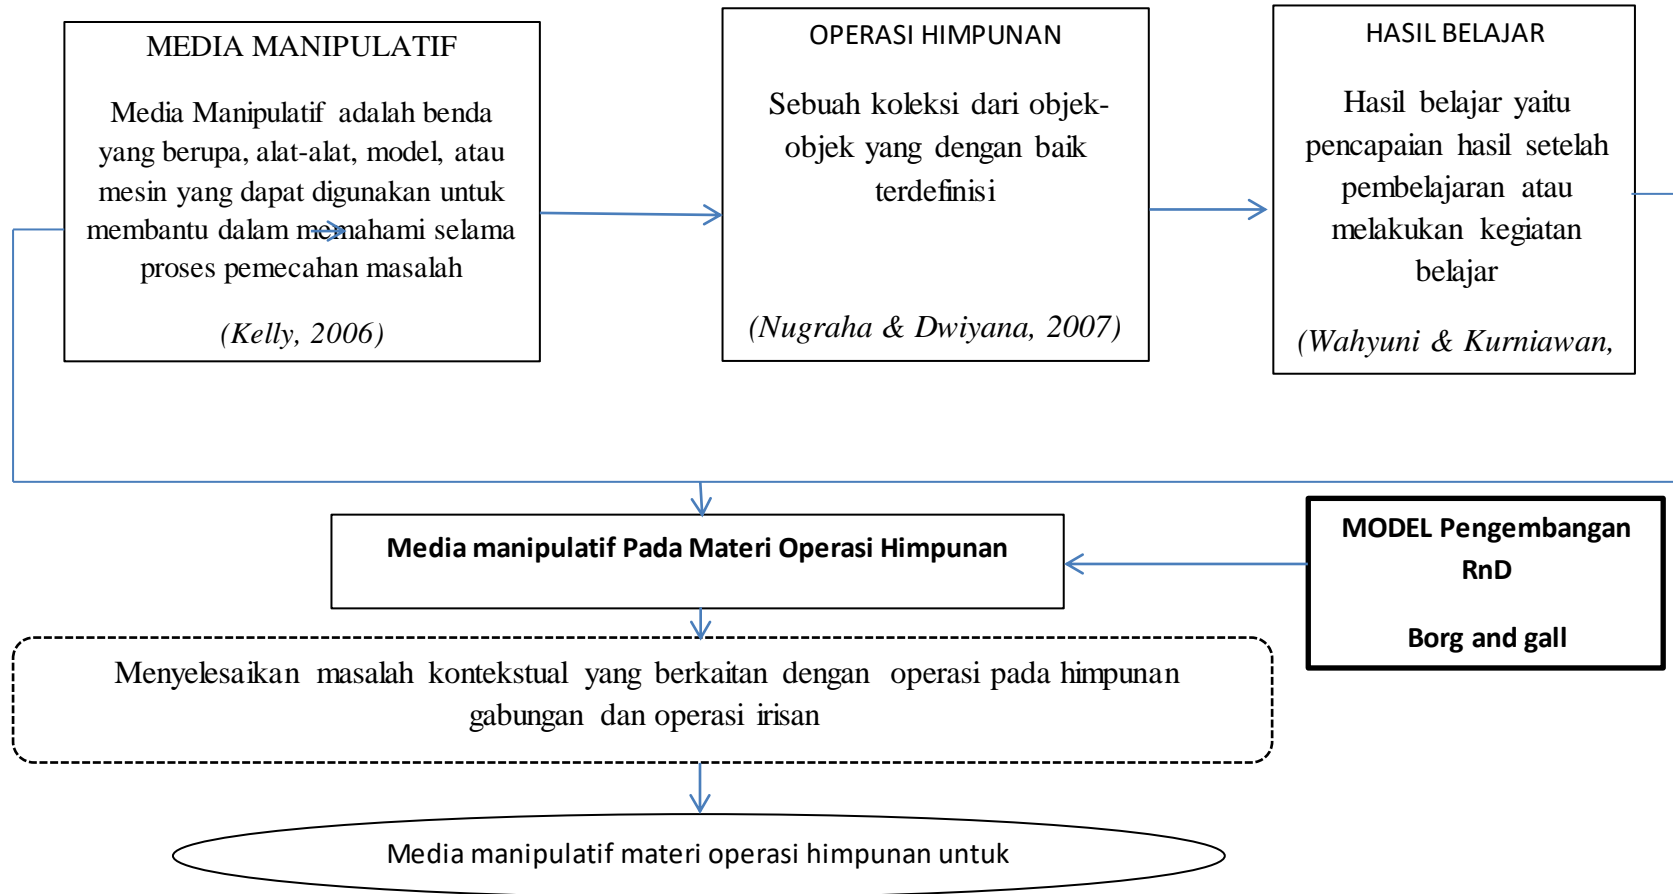 MEDIA MANIPULATIF
Media Manipulatif adalah benda
yang berupa, alat-alat, model, atau
mesin yang dapat digunakan untuk
membantu dalam memahami selama
proses pemecahan masalah
(Kelly, 2006)
OPERASI HIMPUNAN
Sebuah koleksi dari objek-
objek yang dengan baik
terdefinisi
(Nugraha & Dwiyana, 2007)
HASIL BELAJAR
Hasil belajar yaitu
pencapaian hasil setelah
pembelajaran atau
melakukan kegiatan
belajar
(Wahyuni & Kurniawan,
Media manipulatif Pada Materi Operasi Himpunan
MODEL Pengembangan
RnD
Borg and gall
Menyelesaikan masalah kontekstual yang berkaitan dengan operasi pada himpunan
gabungan dan operasi irisan
Media manipulatif materi operasi himpunan untuk